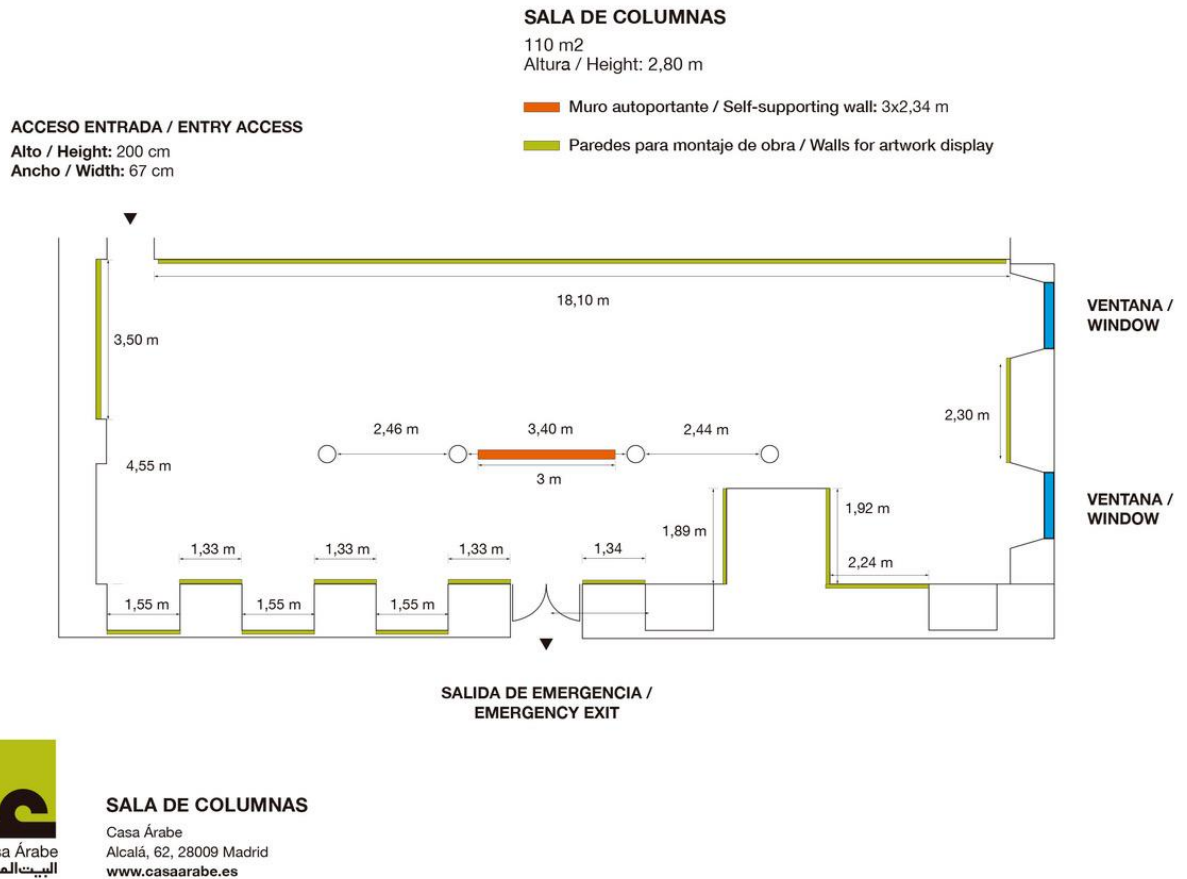 SALA DE COLUMNAS
110 m2
Altura / Height: 2,80 m
Muro autoportante / Self-supporting wall: 3x2,34 m
Paredes para montaje de obra / Walls for artwork display
ACCESO ENTRADA / ENTRY ACCESS
Alto / Height: 200 cm
Ancho / Width: 67 cm
18,10 m
VENTANA /
WINDOW
3,50 m
2,30 m
2,46 m
3,40 m
2,44 m
4,55 m
3 m
VENTANA /
WINDOW
1,89 m
1,92 m
1,33 m
1,33 m
1,33 m
1,34
2,24 m
1,55 m
1,55 m
1,55 m
SALIDA DE EMERGENCIA /
EMERGENCY EXIT
SALA DE COLUMNAS
Casa Árabe
Alcalá, 62, 28009 Madrid
www.casaarabe.es
Árabe
البيت